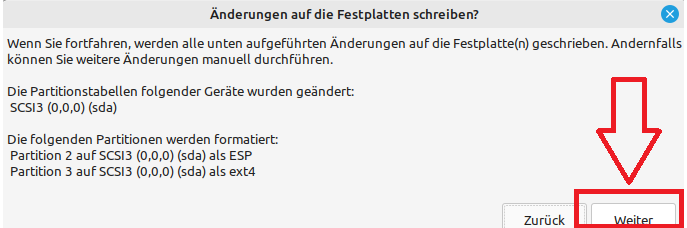 Änderungen auf die Festplatten schreiben?
Wenn Sie fortfahren, werden alle unten aufgeführten Änderungen auf die Festplatte(n) geschrieben. Andernfalls
können Sie weitere Änderungen manuell durchführen.
Die Partitionstabellen folgender Geräte wurden geändert:
SCSI3 (0,0,0) (sda)
Die folgenden Partitionen werden formatiert:
Partition 2 auf SCSI3 (0,0,0) (sda) als ESP
Partition 3 auf SCSI3 (0,0,0) (sda) als ext4
Zurück Weiter